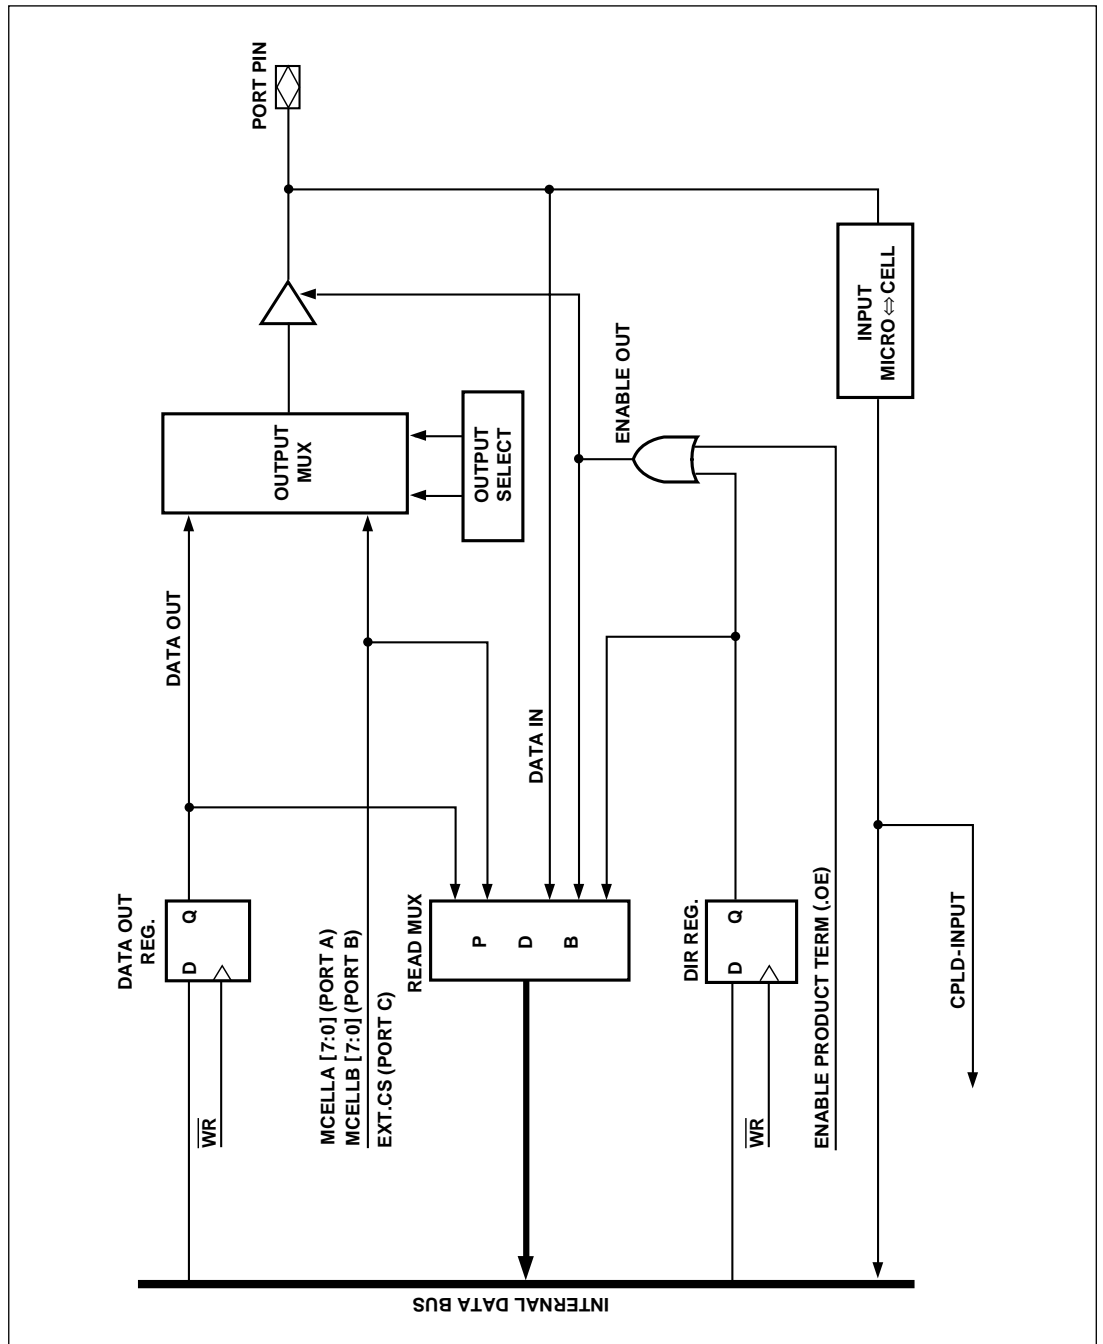 INTERNAL DATA BUS
DATA OUT
REG.
D Q
WR
DATA OUT
MCELLA [7:0] (PORT A)
MCELLB [7:0] (PORT B)
EXT.CS (PORT C)
READ MUX
P
D
B
DATA IN
OUTPUT
MUX
OUTPUT
SELECT
PORT PIN
ENABLE OUT
DIR REG.
D Q
WR
ENABLE PRODUCT TERM (.OE)
INPUT
MICRO⇔CELL
CPLD-INPUT